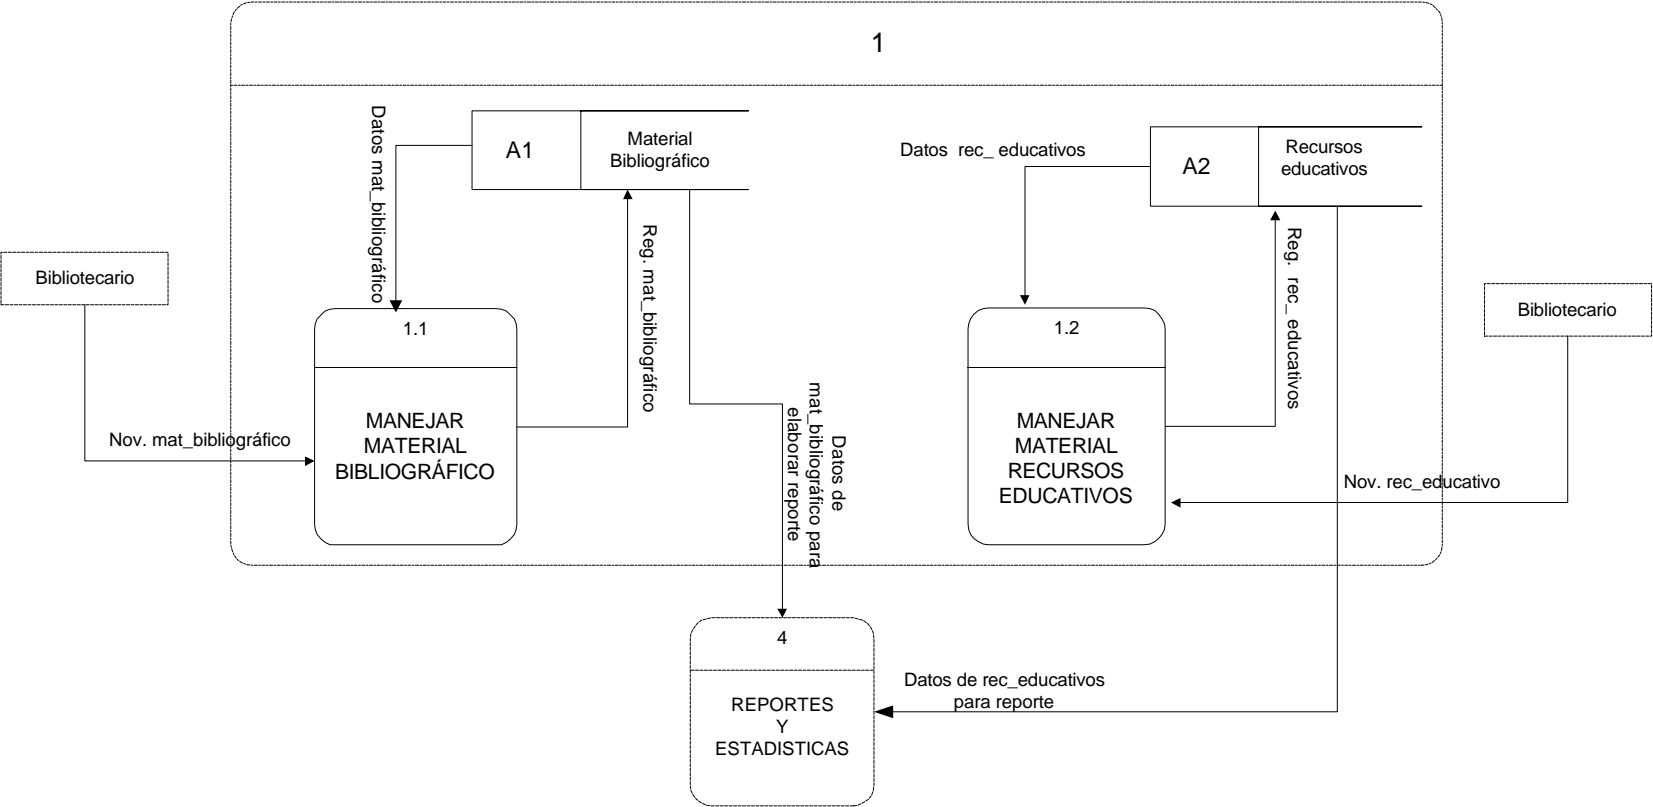 1
Datos mat_bibliográfico
A1
Material
Bibliográfico
Reg. mat_bibliográfico
Datos rec_ educativos
A2
Recursos
educativos
Reg. rec_ educativos
Bibliotecario
Bibliotecario
1.1
MANEJAR
MATERIAL
BIBLIOGRÁFICO
Nov. mat_bibliográfico
1.2
MANEJAR
MATERIAL
RECURSOS
EDUCATIVOS
Nov. rec_educativo
Datos de
mat_bibliográfico para
elaborar reporte
4
REPORTES
Y
ESTADISTICAS
Datos de rec_educativos
para reporte